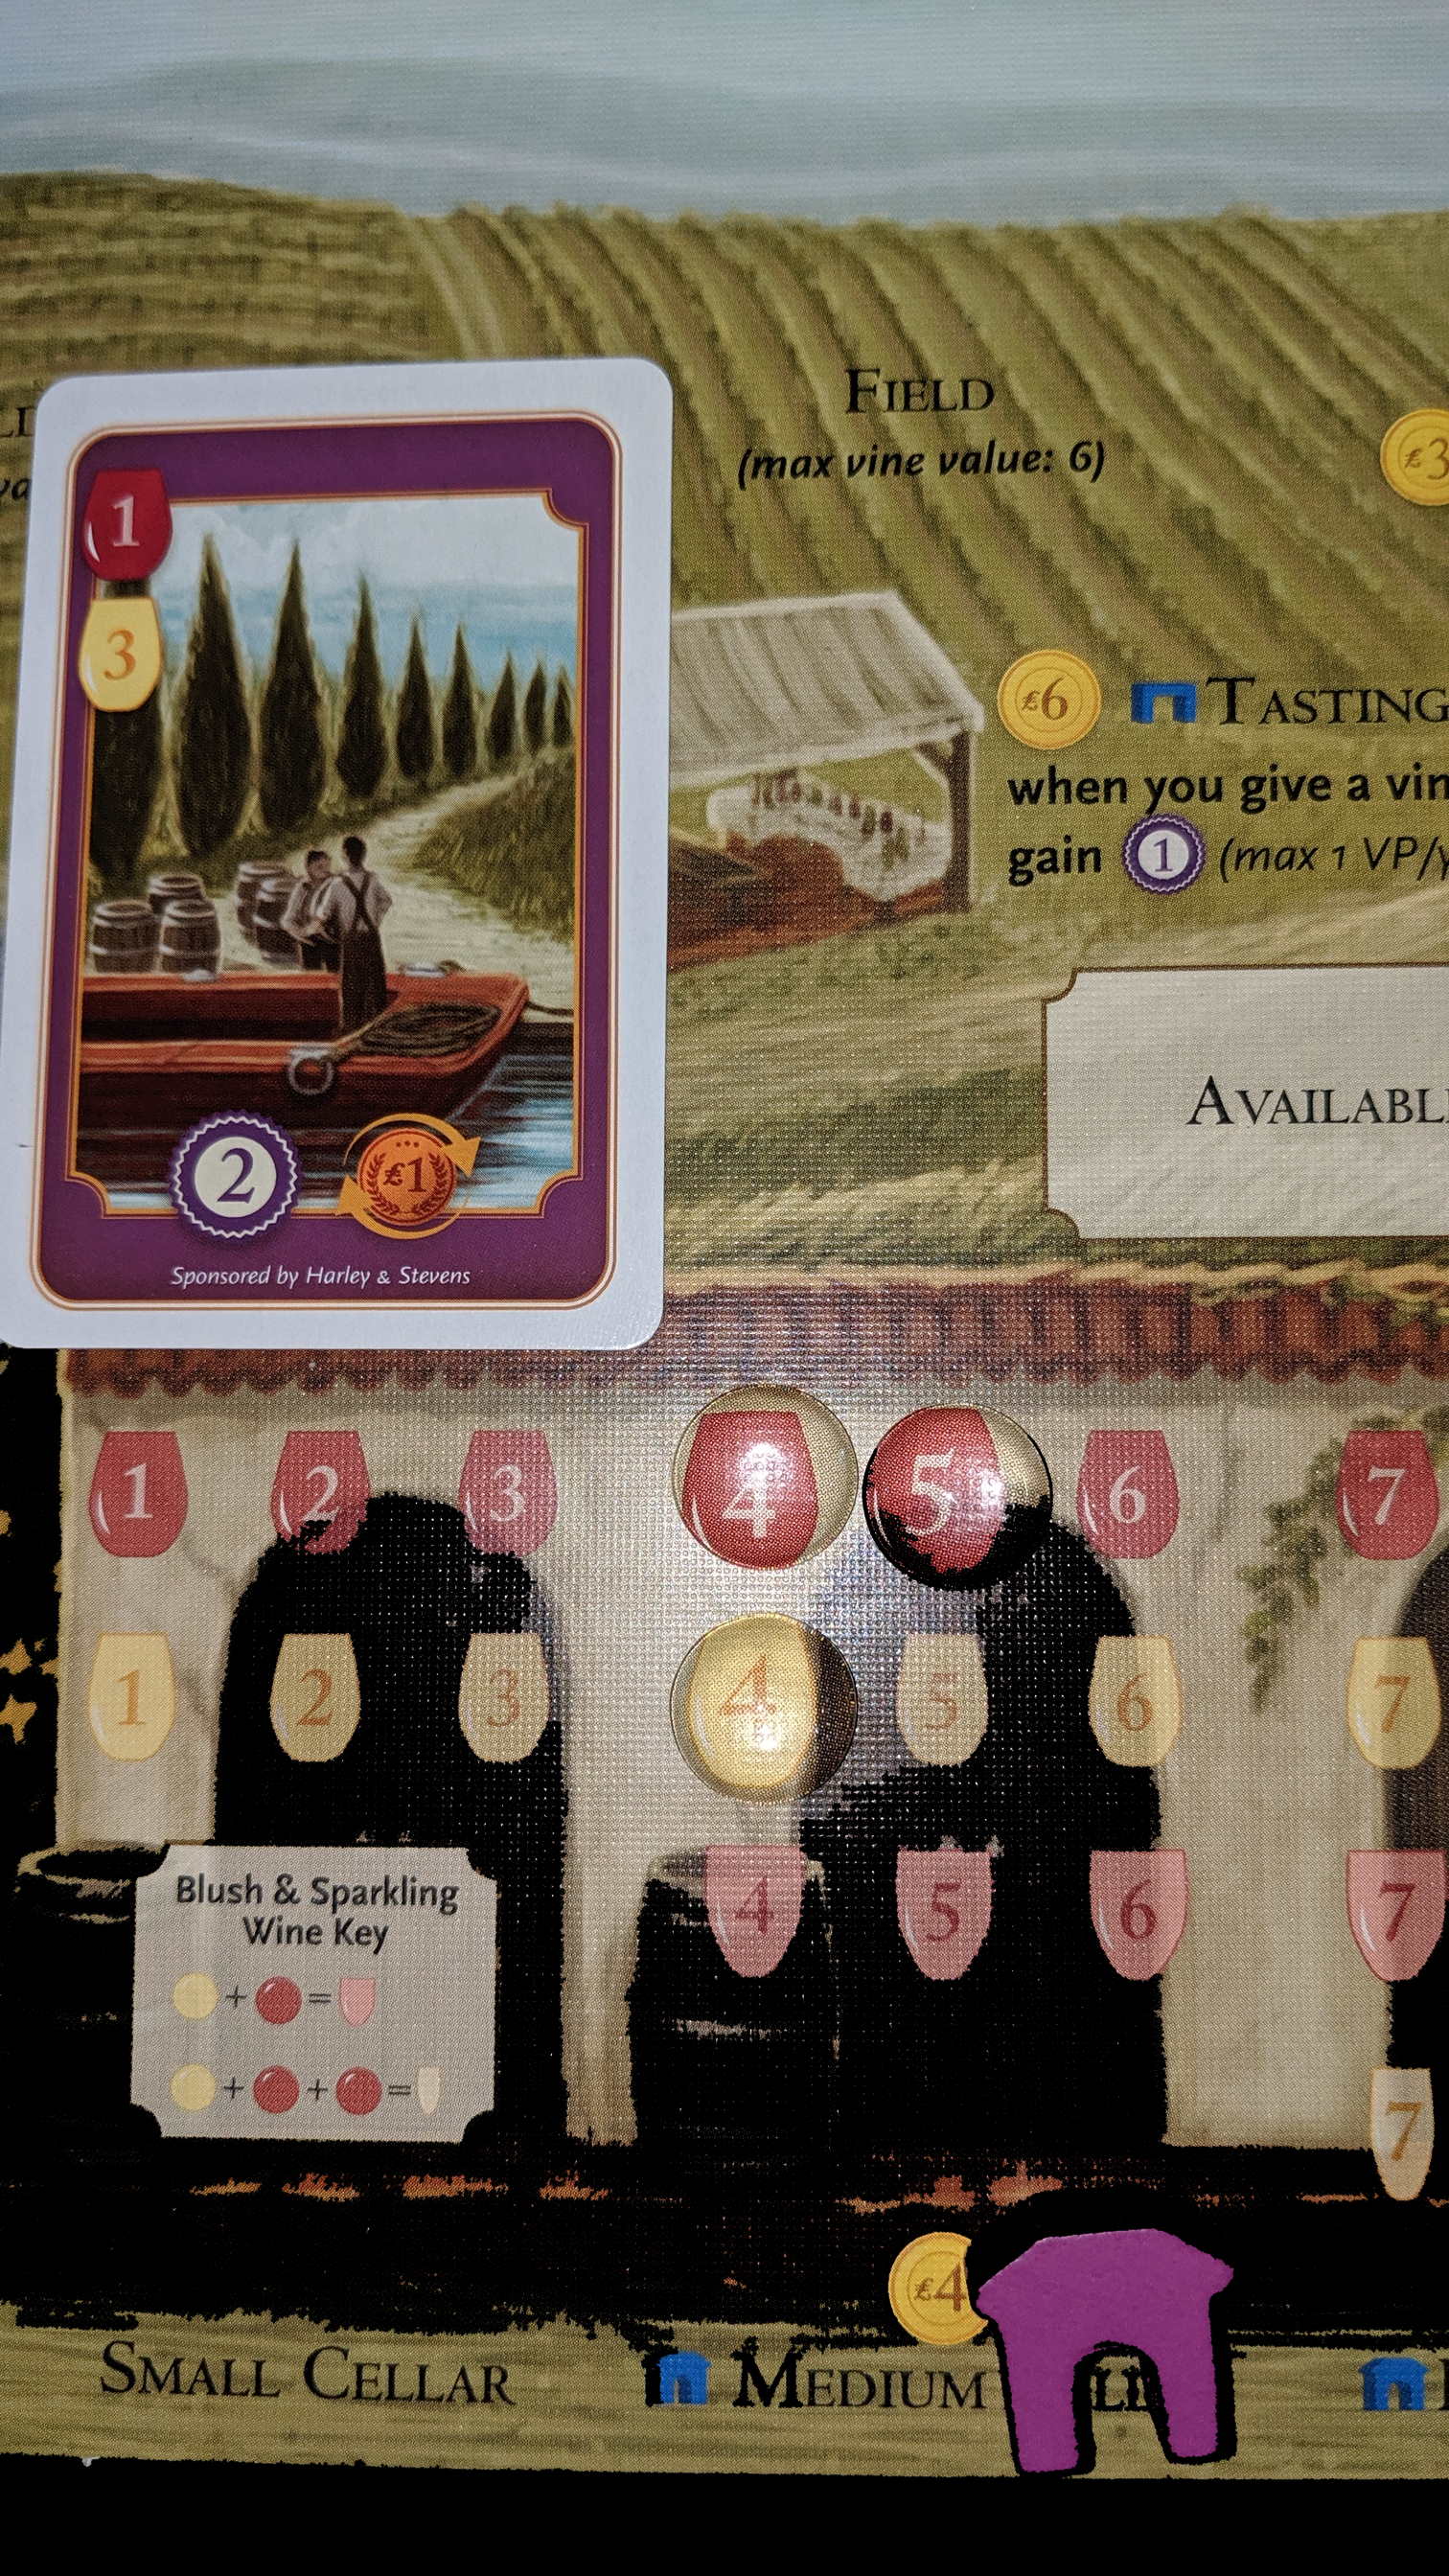 FIELD
(max vine value: 6)
£3
1
3
£6
TASTING
when you give a vin
gain 1 (max 1 VP/y
AVAILABL
2
£1
Sponsored by Harley & Stevens
1 2 3 4 5 6 7
1 2 3 4 5 6 7
4 5 6 7
Blush & Sparkling
Wine Key
+ =
+ + =
7
£4
SMALL CELLAR
MEDIUM